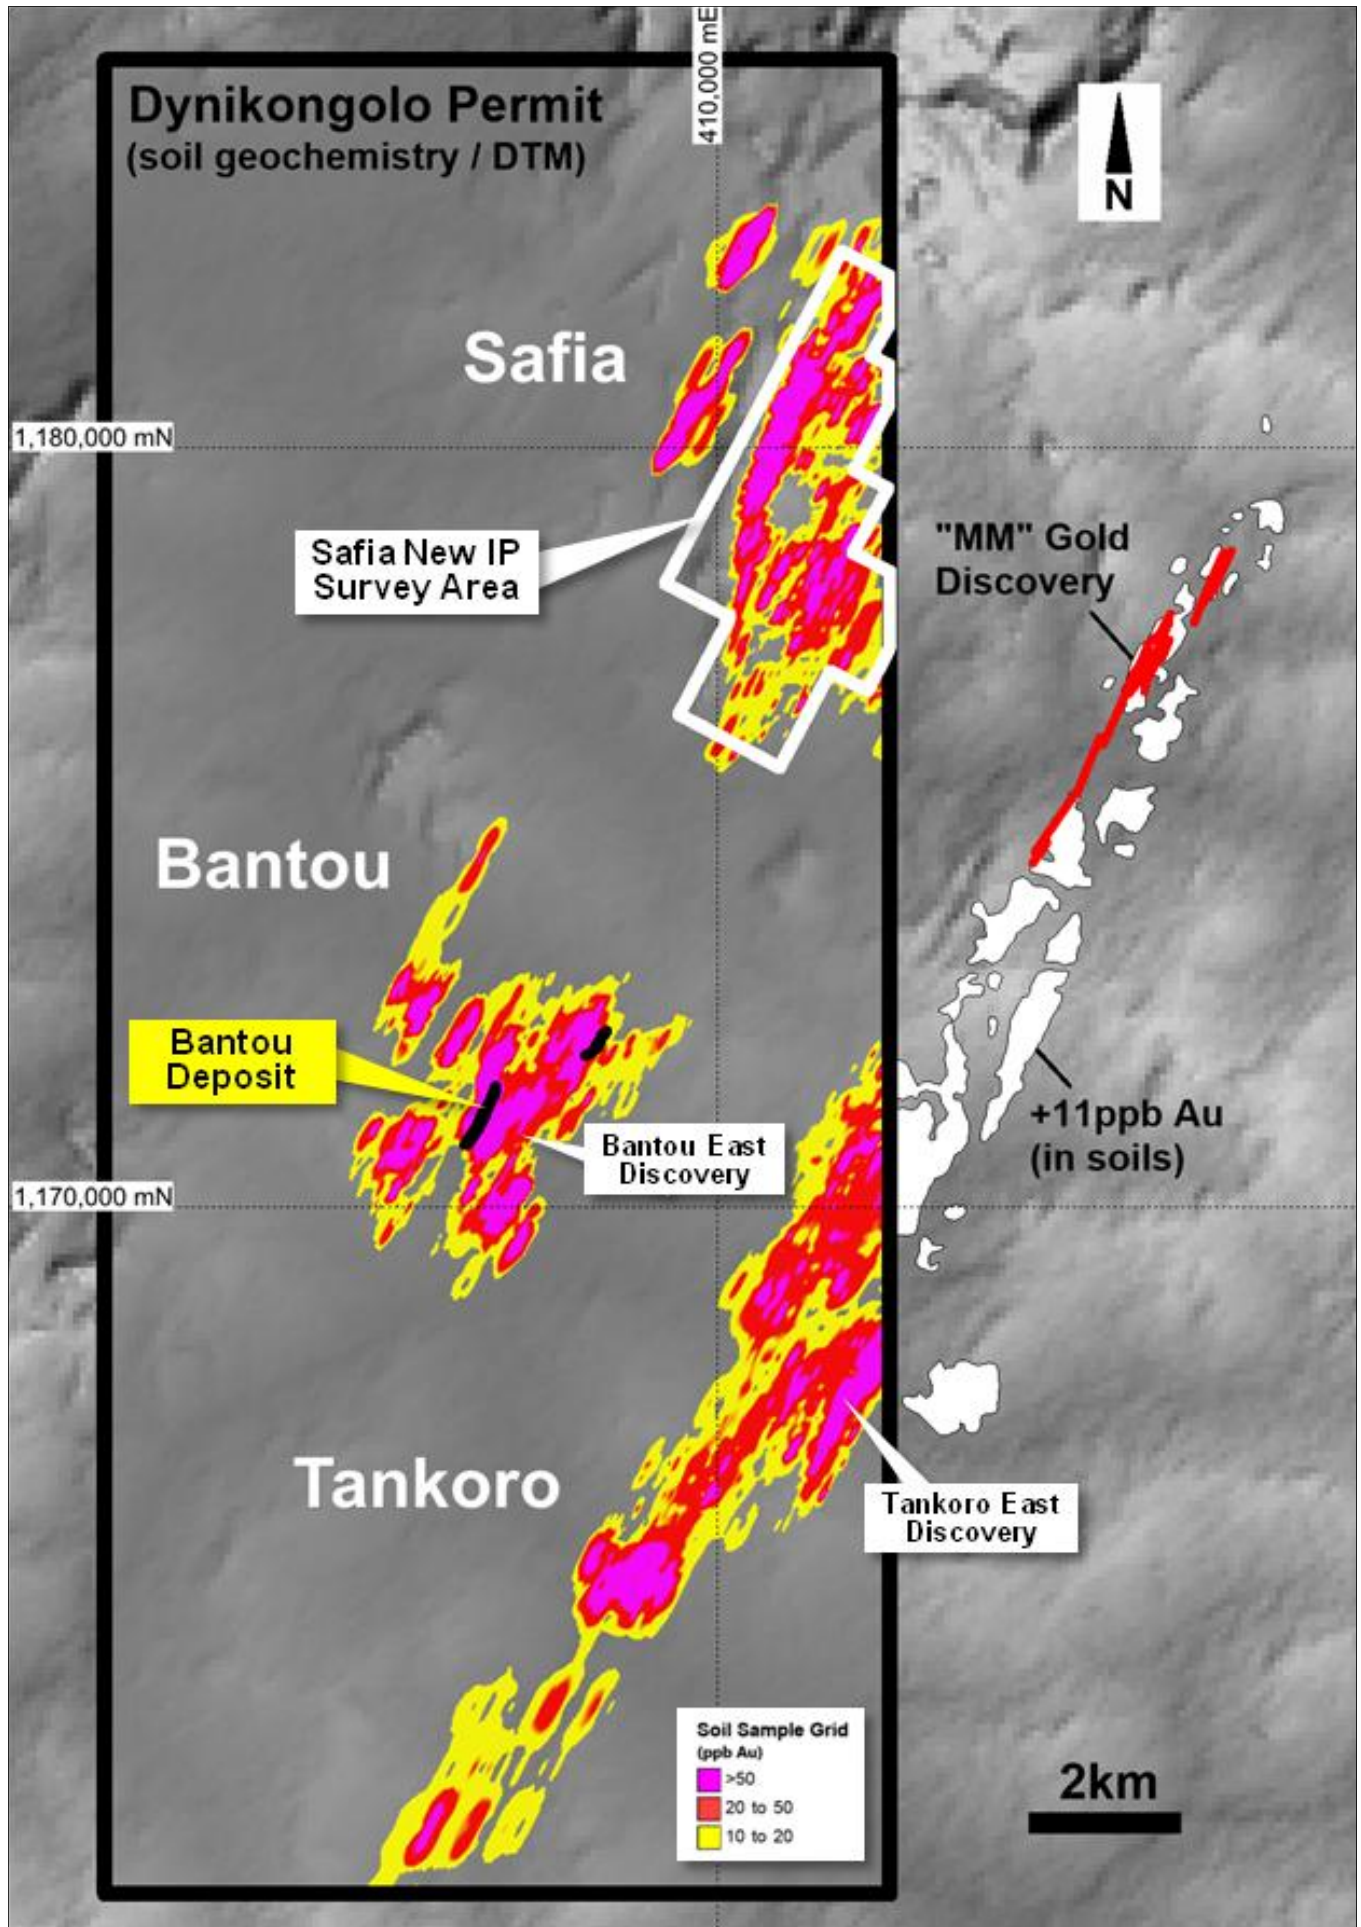 410,000 mE
Dynikongolo Permit
(soil geochemistry / DTM)
N
Safia
1,180,000 mN
Safia New IP
Survey Area
"MM" Gold
Discovery
Bantou
Bantou
Deposit
Bantou East
Discovery
+11ppb Au
(in soils)
1,170,000 mN
Tankoro
Tankoro East
Discovery
Soil Sample Grid
(ppb Au)
>50
20 to 50
10 to 20
2km